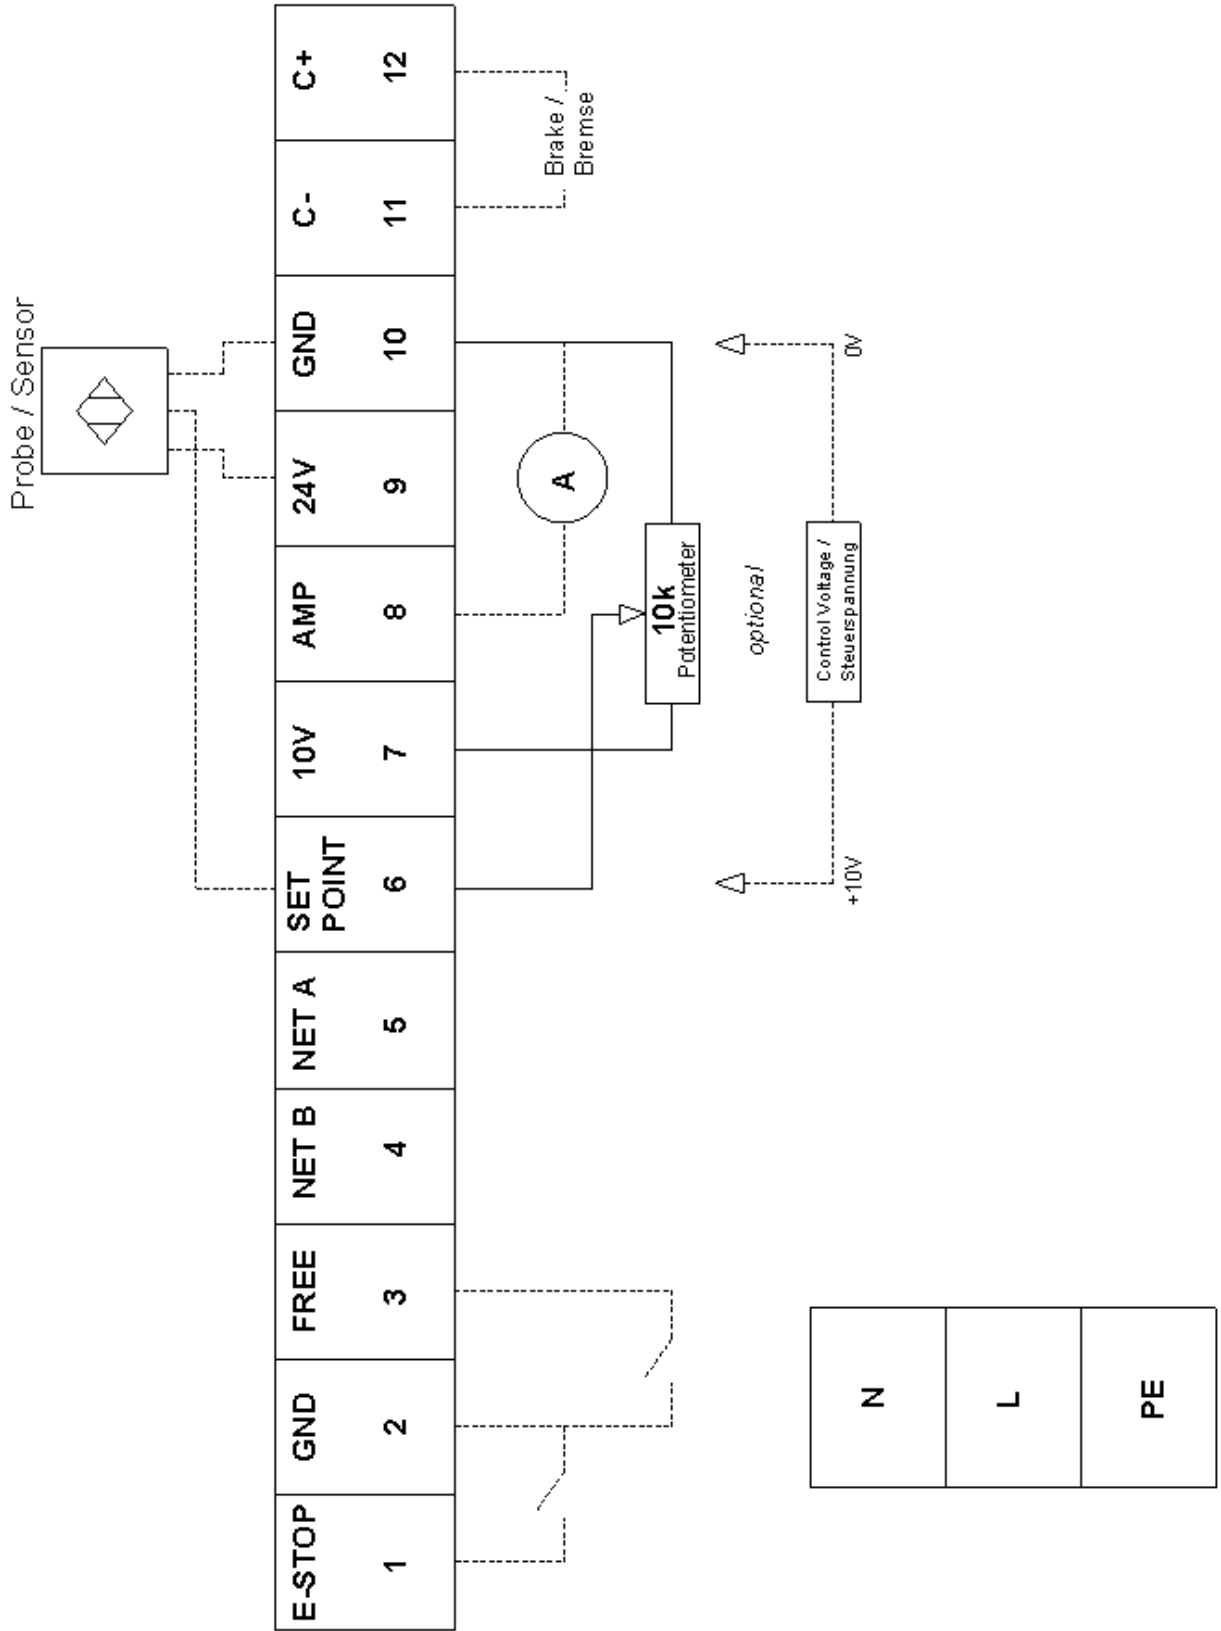 Probe / Sensor
E-STOP
GND
FREE
NET B
NET A
SET
POINT
10V
AMP
24V
GND
C-
C+
1
2
3
4
5
6
7
8
9
10
11
12
A
Brake /
Bremse
10k
Potentiometer
optional
+10V
Control Voltage /
Steuerspannung
0V
N
L
PE